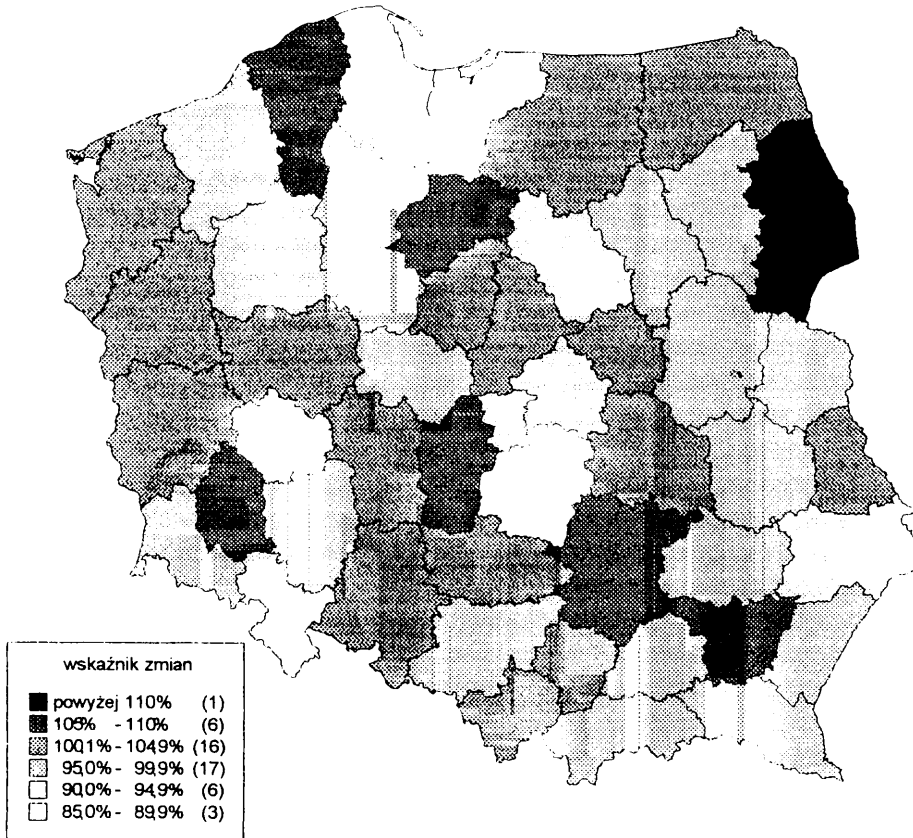 wskaźnik zmian
powyżej 110% (1)
105% - 110% (6)
100,1% - 104,9% (16)
95,0% - 99,9% (17)
90,0% - 94,9% (6)
85,0% - 89,9% (3)